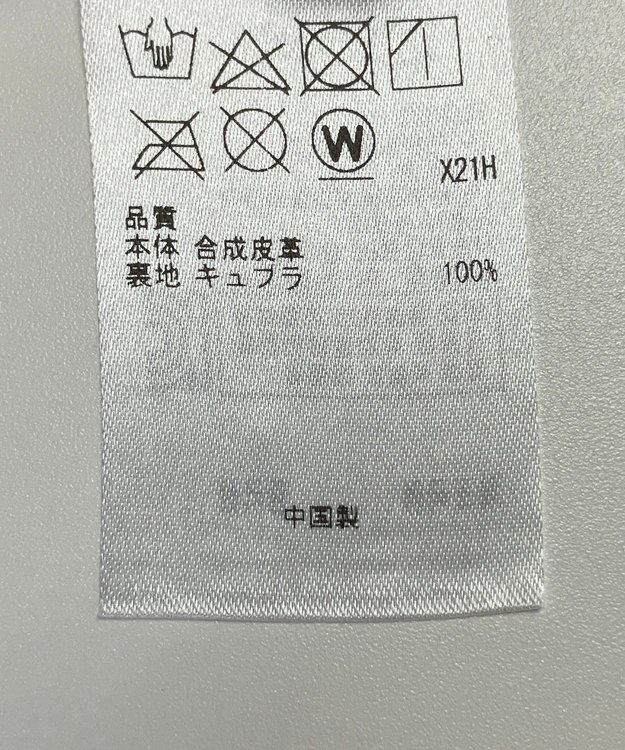 W
X21H
品質
本体 合成皮革
裏地 キュプラ 100%
中国製